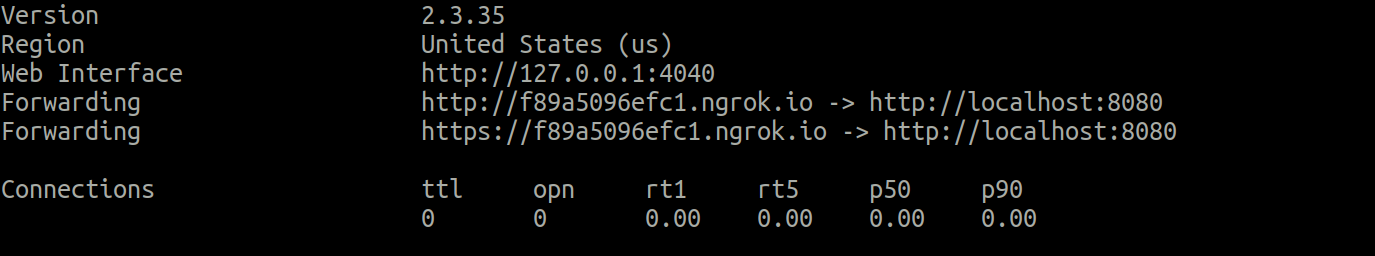 Version 2.3.35
Region United States (us)
Web Interface http://127.0.0.1:4040
Forwarding http://f89a5096efc1.ngrok.io -> http://localhost:8080
Forwarding https://f89a5096efc1.ngrok.io -> http://localhost:8080
Connections ttl opn rt1 rt5 p50 p90
0 0 0.00 0.00 0.00 0.00